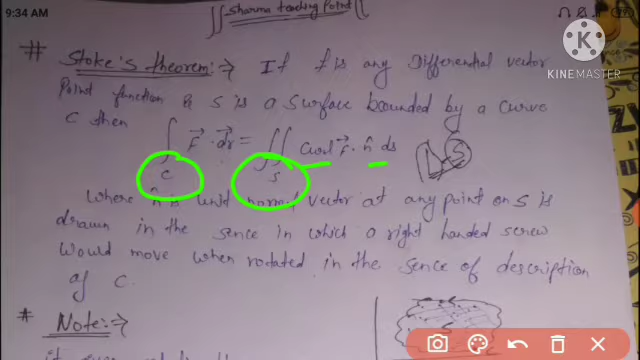 9:34 AM
Sharma teaching Point
KINEMASTER
# Stoke's theorem:→ If f is any Differential vector
Point function & S is a surface bounded by a curve
C then
∫ F⃗ · dr⃗ = ∬ Curl F⃗ · n̂ ds
C S
S
where n̂ is unit normal vector at any point on S is
drawn in the sence in which a right handed screw
would move when rotated in the sence of description
of C.
* Note:→